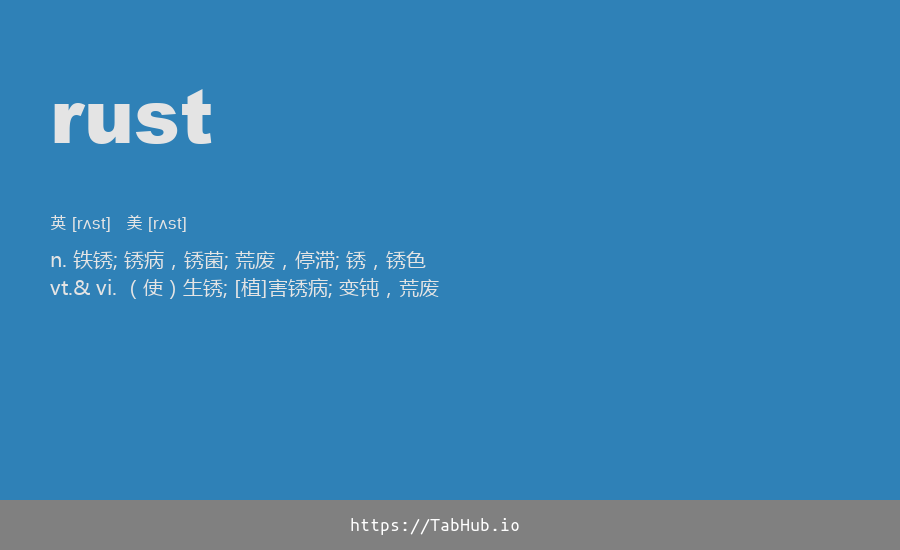 rust
英 [rʌst] 美 [rʌst]
n. 铁锈; 锈病，锈菌; 荒废，停滞; 锈，锈色
vt.& vi. （使）生锈; [植]害锈病; 变钝，荒废
https://TabHub.io